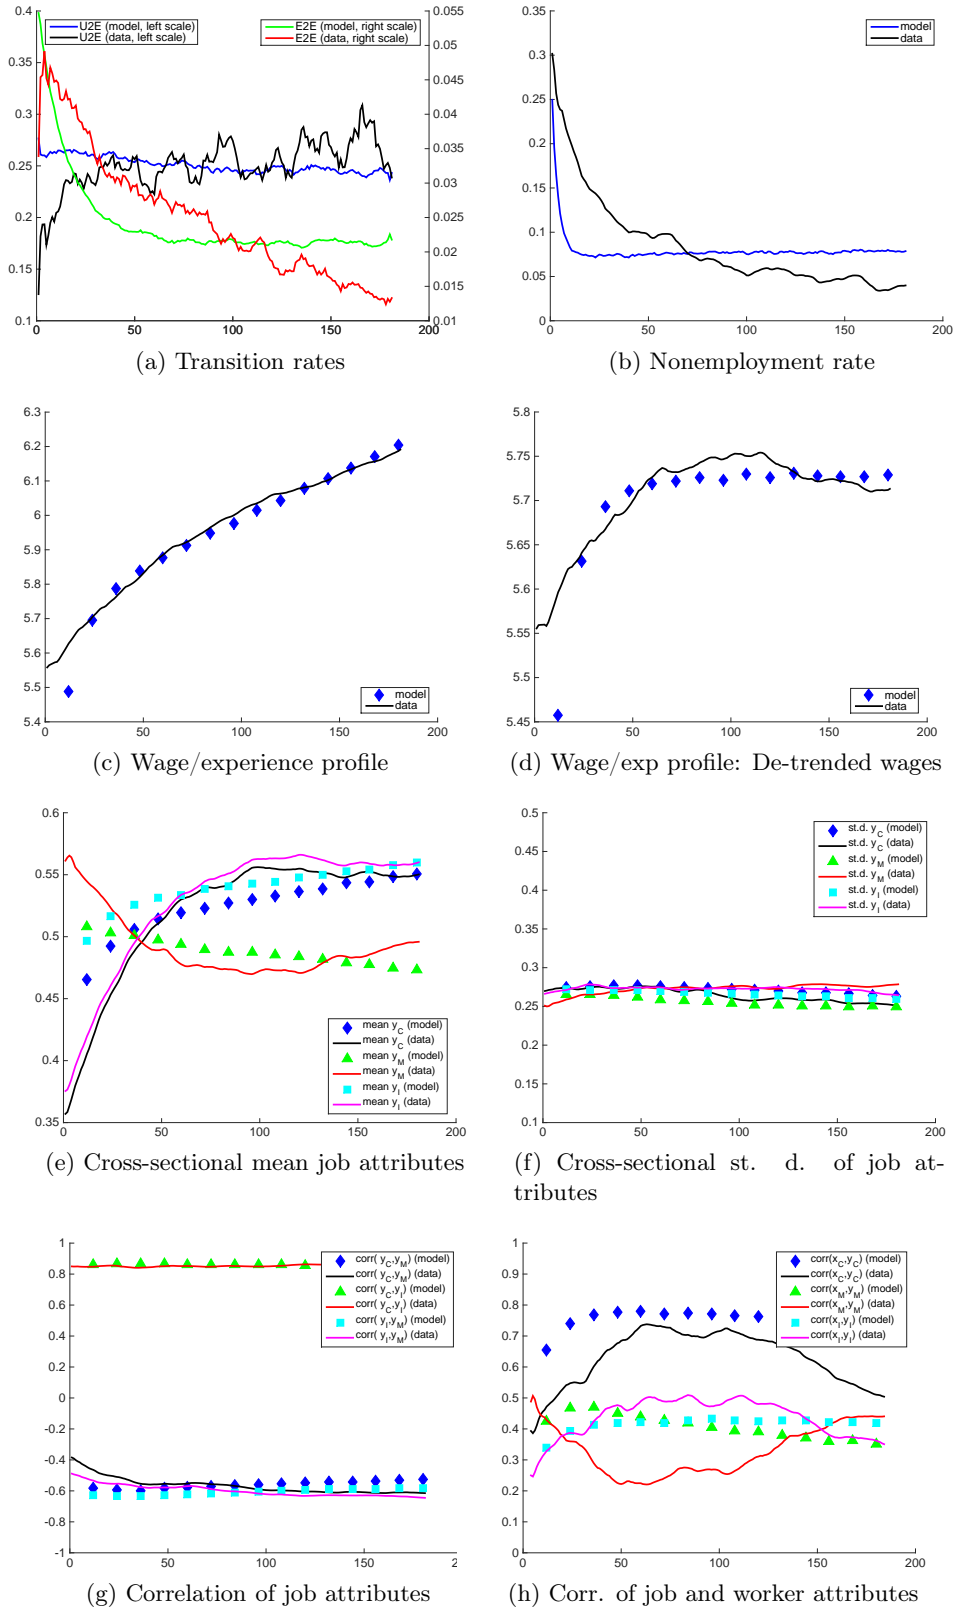 U2E (model, left scale)
U2E (data, left scale)
E2E (model, right scale)
E2E (data, right scale)
0.4
0.35
0.3
0.25
0.2
0.15
0.1
0.055
0.05
0.045
0.04
0.035
0.03
0.025
0.02
0.015
0.01
0 50 100 150 200
(a) Transition rates
model
data
0.35
0.3
0.25
0.2
0.15
0.1
0.05
0
0 50 100 150 200
(b) Nonemployment rate
6.3
6.2
6.1
6
5.9
5.8
5.7
5.6
5.5
5.4
model
data
0 50 100 150 200
(c) Wage/experience profile
5.8
5.75
5.7
5.65
5.6
5.55
5.5
5.45
model
data
0 50 100 150 200
(d) Wage/exp profile: De-trended wages
0.6
0.55
0.5
0.45
0.4
0.35
mean y_C (model)
mean y_C (data)
mean y_M (model)
mean y_M (data)
mean y_I (model)
mean y_I (data)
0 50 100 150 200
(e) Cross-sectional mean job attributes
0.5
0.45
0.4
0.35
0.3
0.25
0.2
0.15
0.1
st.d. y_C (model)
st.d. y_C (data)
st.d. y_M (model)
st.d. y_M (data)
st.d. y_I (model)
st.d. y_I (data)
0 50 100 150 200
(f) Cross-sectional st. d. of job at-
tributes
1
0.8
0.6
0.4
0.2
0
-0.2
-0.4
-0.6
-0.8
-1
corr( y_C,y_M) (model)
corr( y_C,y_M) (data)
corr( y_C,y_I) (model)
corr( y_C,y_I) (data)
corr( y_I,y_M) (model)
corr( y_I,y_M) (data)
0 50 100 150 200
(g) Correlation of job attributes
1
0.9
0.8
0.7
0.6
0.5
0.4
0.3
0.2
0.1
0
corr(x_C,y_C) (model)
corr(x_C,y_C) (data)
corr(x_M,y_M) (model)
corr(x_M,y_M) (data)
corr(x_I,y_I) (model)
corr(x_I,y_I) (data)
0 50 100 150 200
(h) Corr. of job and worker attributes